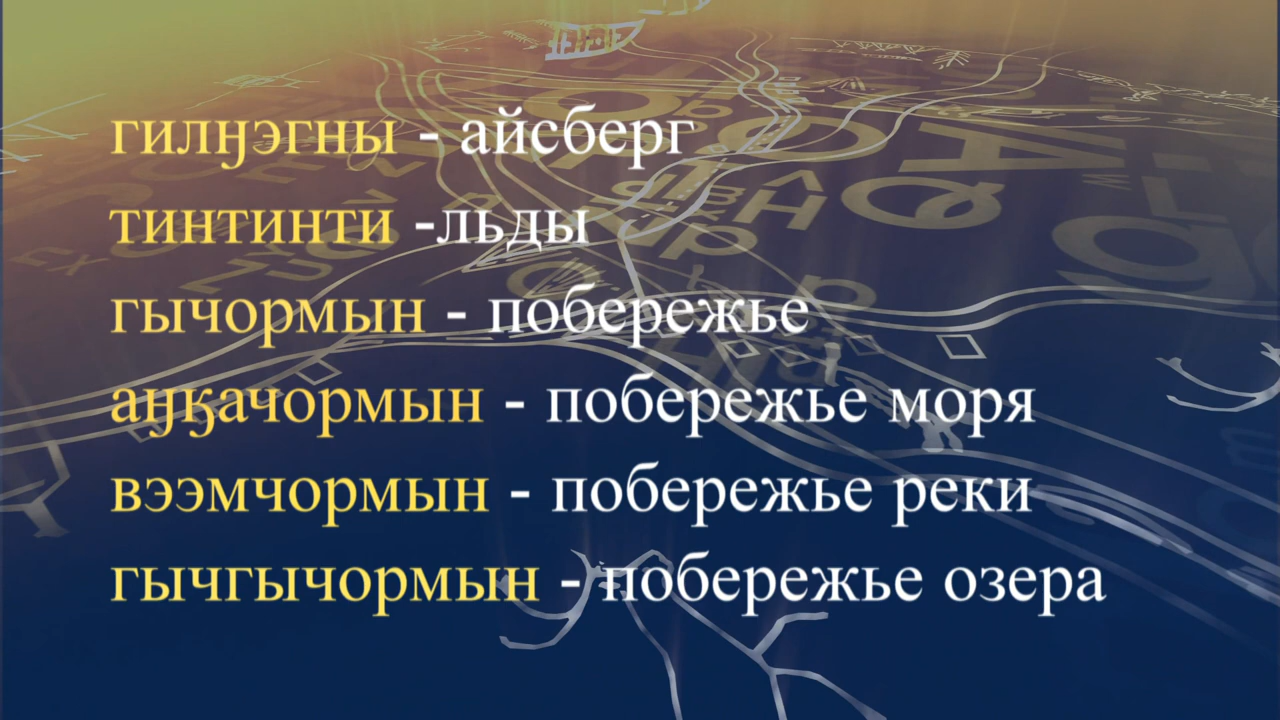 гилӈэгны - айсберг
тинтинти -льды
гычормын - побережье
аӈӄачормын - побережье моря
вээмчормын - побережье реки
гычгычормын - побережье озера